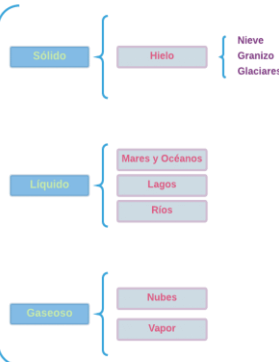 Sólido
Hielo
Nieve
Granizo
Glaciares
Líquido
Mares y Océanos
Lagos
Ríos
Gaseoso
Nubes
Vapor